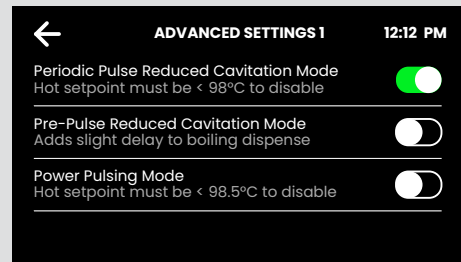 ADVANCED SETTINGS 1 12:12 PM
Periodic Pulse Reduced Cavitation Mode
Hot setpoint must be < 98°C to disable
Pre-Pulse Reduced Cavitation Mode
Adds slight delay to boiling dispense
Power Pulsing Mode
Hot setpoint must be < 98.5°C to disable